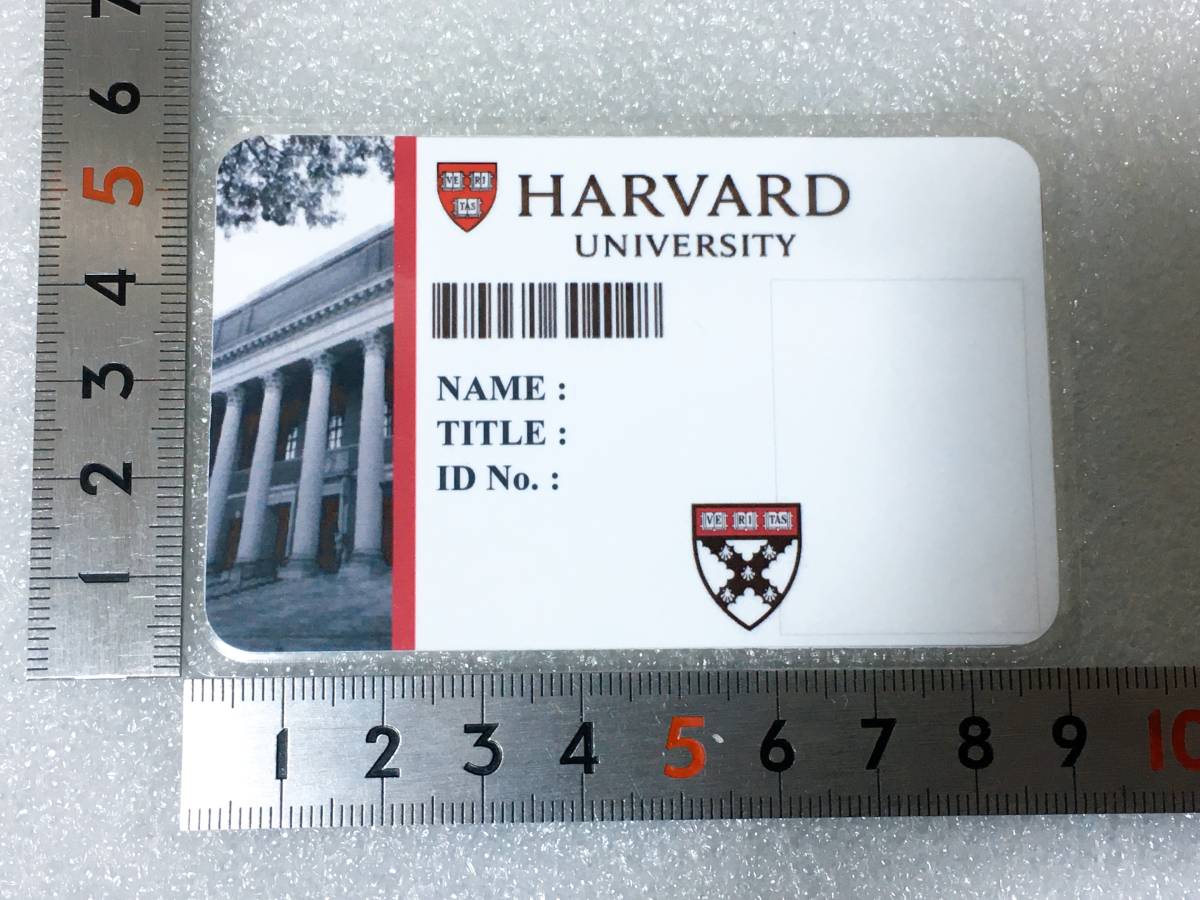 7
6
5
4
3
2
1
VE RI
TAS
HARVARD
UNIVERSITY
NAME :
TITLE :
ID No. :
VE RI TAS
1 2 3 4 5 6 7 8 9 10